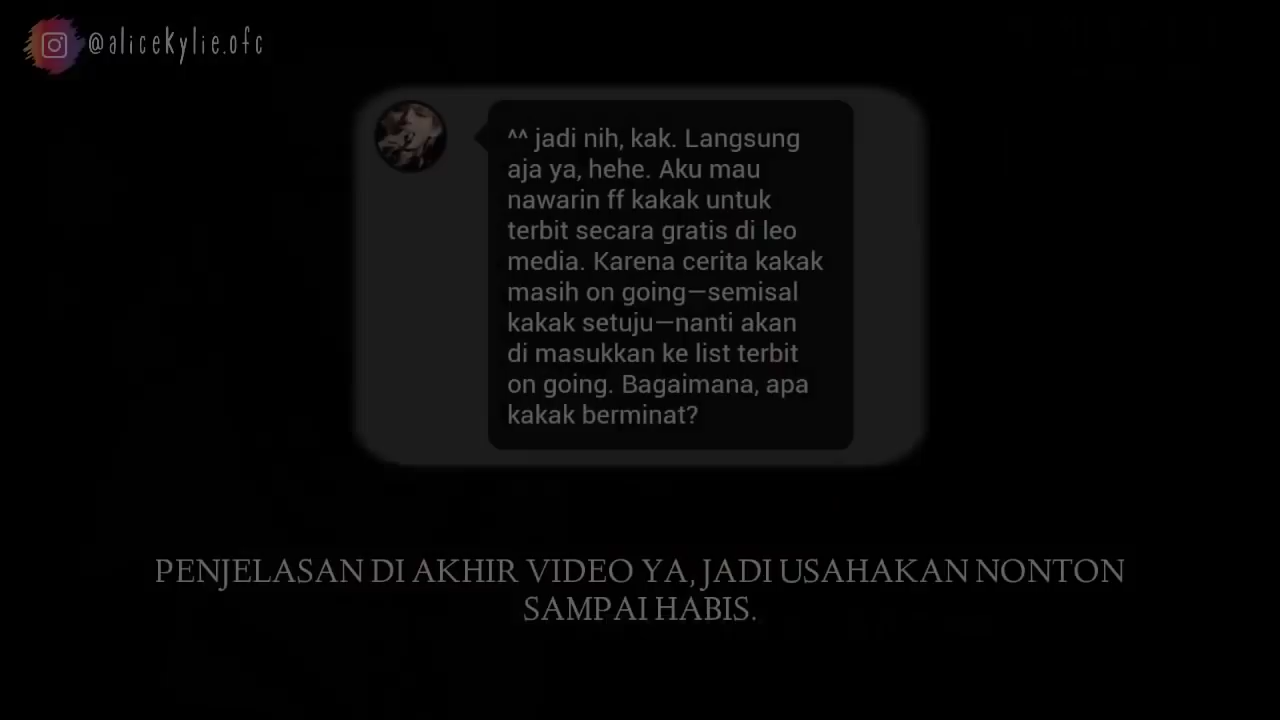 @alicekylie.ofc
^^ jadi nih, kak. Langsung
aja ya, hehe. Aku mau
nawarin ff kakak untuk
terbit secara gratis di leo
media. Karena cerita kakak
masih on going—semisal
kakak setuju—nanti akan
di masukkan ke list terbit
on going. Bagaimana, apa
kakak berminat?
PENJELASAN DI AKHIR VIDEO YA, JADI USAHAKAN NONTON
SAMPAI HABIS.